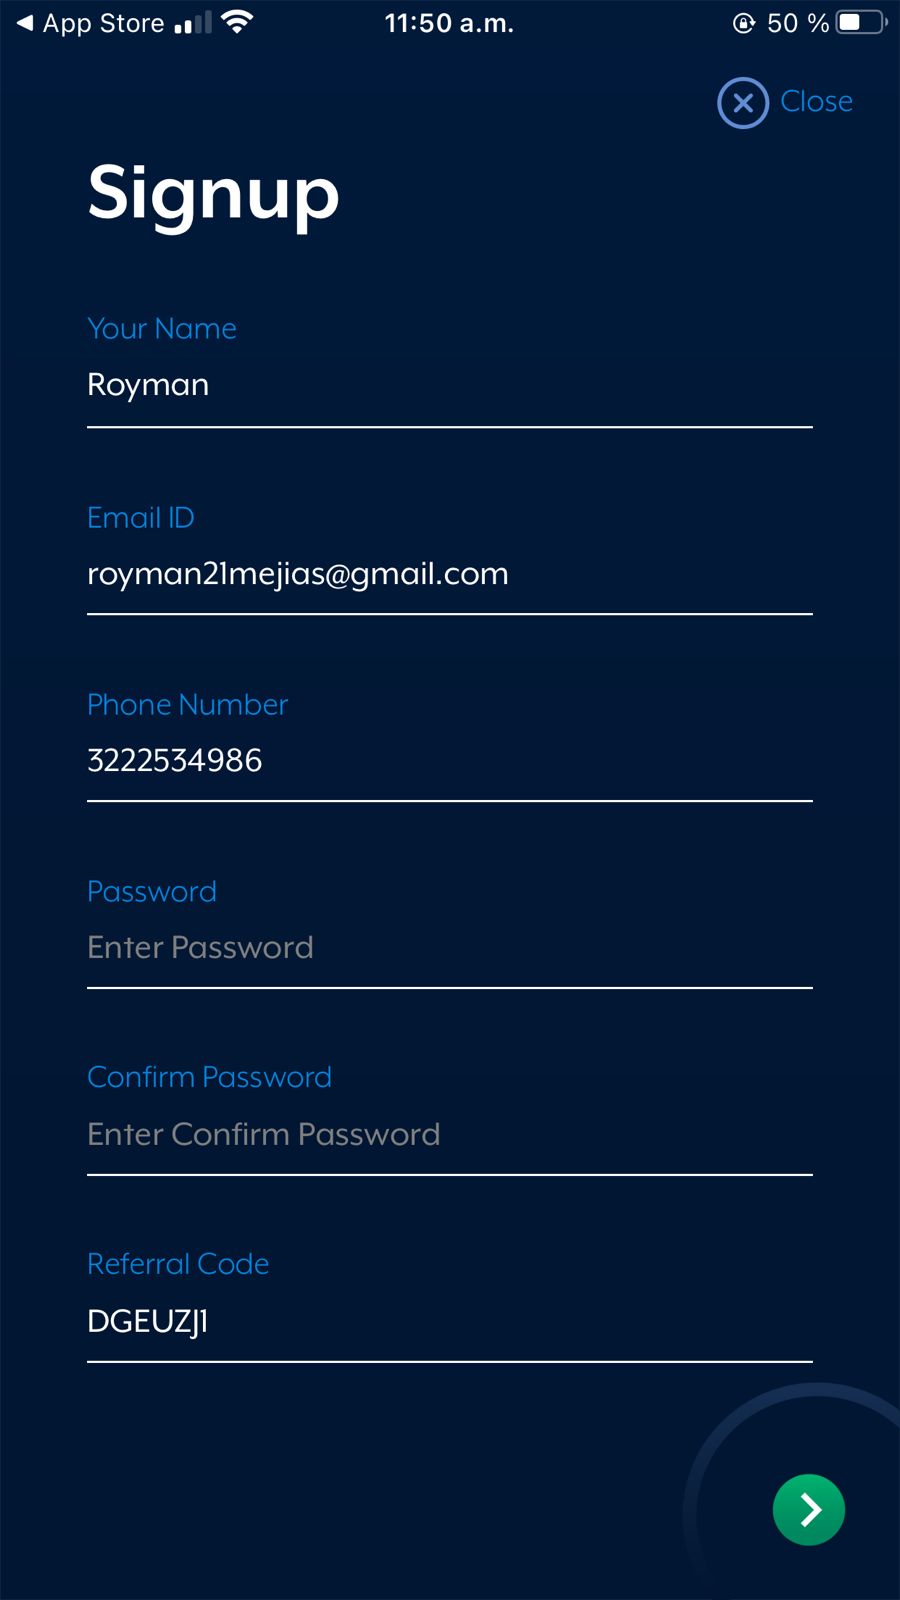 App Store
11:50 a.m.
50 %
Close
Signup
Your Name
Royman
Email ID
royman21mejias@gmail.com
Phone Number
3222534986
Password
Enter Password
Confirm Password
Enter Confirm Password
Referral Code
DGEUZJ1